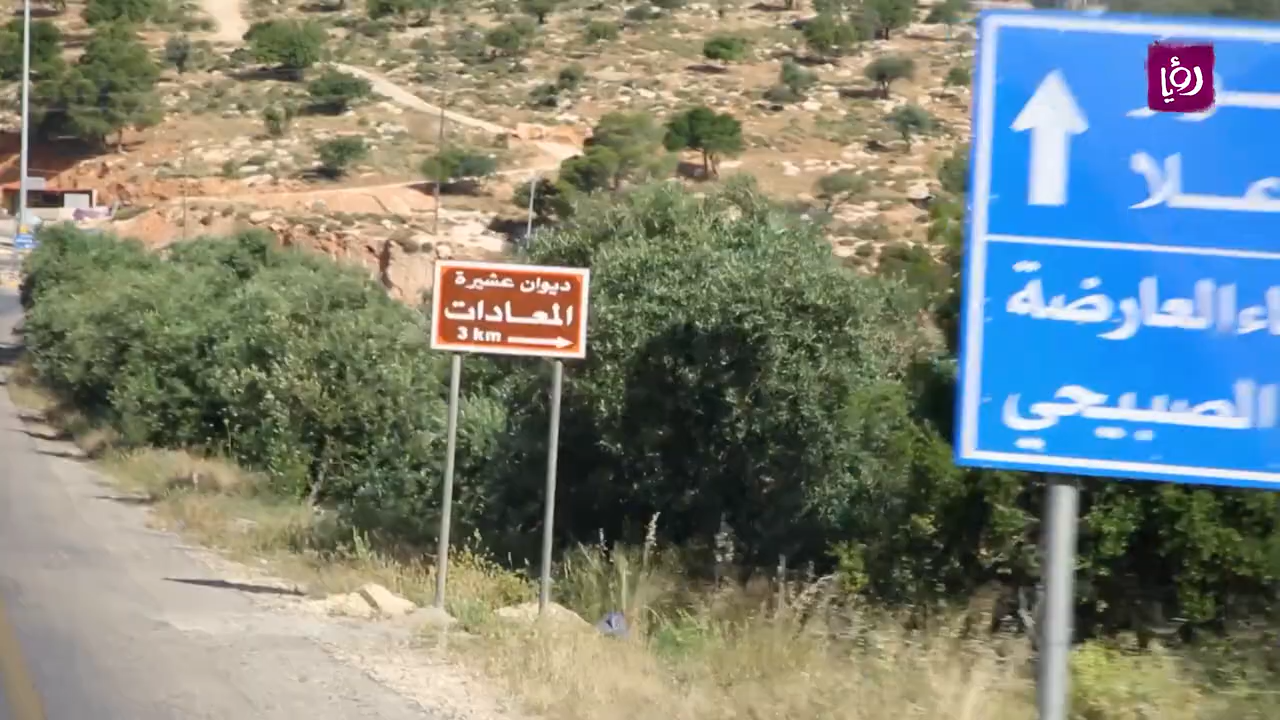 رؤيا
علا
ء العارضة
الصبيحي
ديوان عشيرة
المعادات
3 km